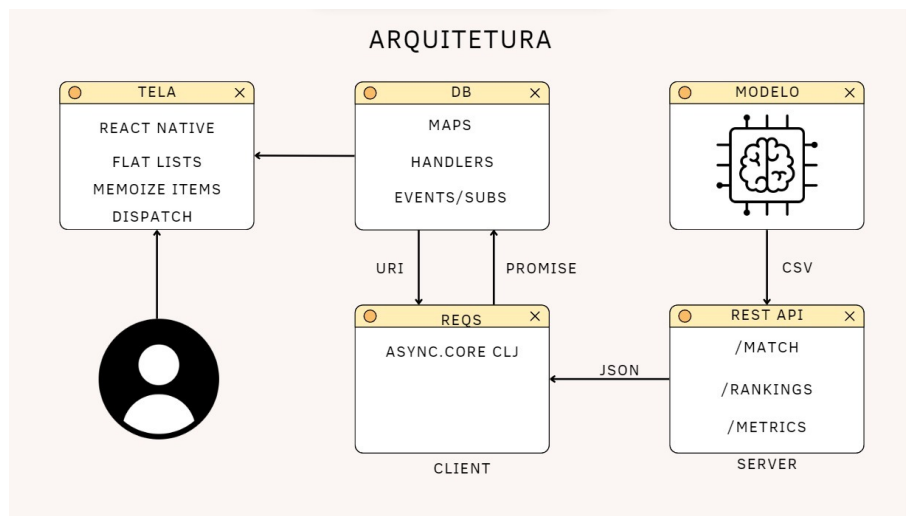 ARQUITETURA
TELA
REACT NATIVE
FLAT LISTS
MEMOIZE ITEMS
DISPATCH
DB
MAPS
HANDLERS
EVENTS/SUBS
MODELO
URI
PROMISE
CSV
REQS
ASYNC.CORE CLJ
CLIENT
JSON
REST API
/MATCH
/RANKINGS
/METRICS
SERVER